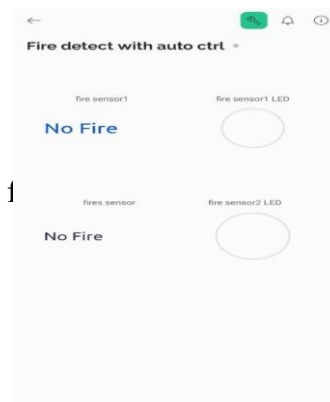 Fire detect with auto ctrl
fire sensor1 fire sensor1 LED
No Fire
f
fires sensor fire sensor2 LED
No Fire